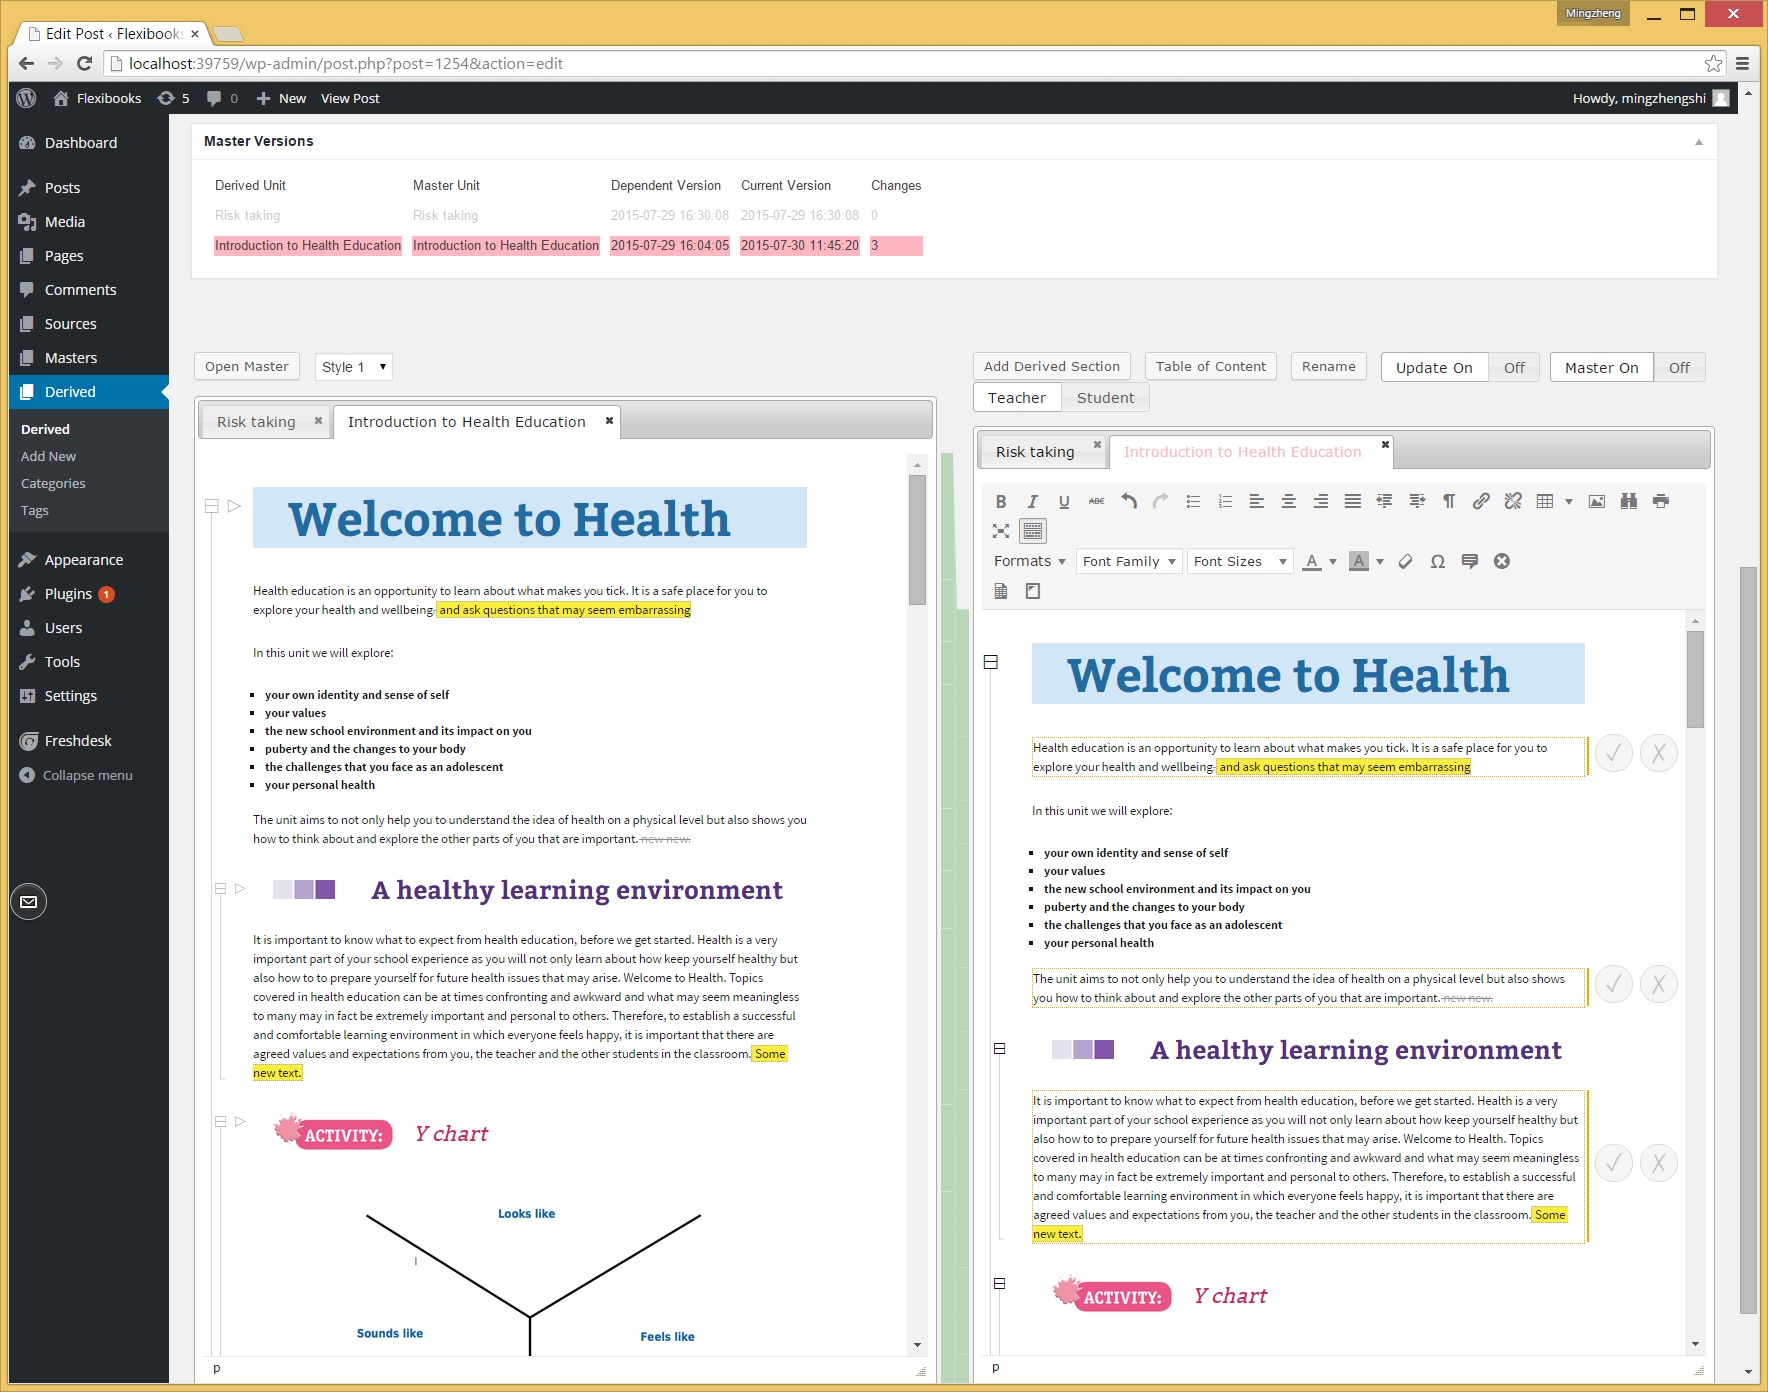 Mingzheng
Edit Post ‹ Flexibooks
localhost:39759/wp-admin/post.php?post=1254&action=edit
Flexibooks 5 0 New View Post
Howdy, mingzhengshi
Dashboard
Posts
Media
Pages
Comments
Sources
Masters
Derived
Derived
Add New
Categories
Tags
Appearance
Plugins 1
Users
Tools
Settings
Freshdesk
Collapse menu
Master Versions
Derived Unit Master Unit Dependent Version Current Version Changes
Risk taking Risk taking 2015-07-29 16:30:08 2015-07-29 16:30:08 0
Introduction to Health Education Introduction to Health Education 2015-07-29 16:04:05 2015-07-30 11:45:20 3
Open Master Style 1
Risk taking Introduction to Health Education
Welcome to Health
Health education is an opportunity to learn about what makes you tick. It is a safe place for you to
explore your health and wellbeing. and ask questions that may seem embarrassing
In this unit we will explore:
your own identity and sense of self
your values
the new school environment and its impact on you
puberty and the changes to your body
the challenges that you face as an adolescent
your personal health
The unit aims to not only help you to understand the idea of health on a physical level but also shows you
how to think about and explore the other parts of you that are important. new new.
A healthy learning environment
It is important to know what to expect from health education, before we get started. Health is a very
important part of your school experience as you will not only learn about how keep yourself healthy but
also how to to prepare yourself for future health issues that may arise. Welcome to Health. Topics
covered in health education can be at times confronting and awkward and what may seem meaningless
to many may in fact be extremely important and personal to others. Therefore, to establish a successful
and comfortable learning environment in which everyone feels happy, it is important that there are
agreed values and expectations from you, the teacher and the other students in the classroom. Some
new text.
ACTIVITY: Y chart
Looks like
Sounds like Feels like
p
Add Derived Section Table of Content Rename Update On Off Master On Off
Teacher Student
Risk taking Introduction to Health Education
B I U ABC
Formats Font Family Font Sizes A A Ω
Welcome to Health
Health education is an opportunity to learn about what makes you tick. It is a safe place for you to
explore your health and wellbeing. and ask questions that may seem embarrassing
In this unit we will explore:
your own identity and sense of self
your values
the new school environment and its impact on you
puberty and the changes to your body
the challenges that you face as an adolescent
your personal health
The unit aims to not only help you to understand the idea of health on a physical level but also shows
you how to think about and explore the other parts of you that are important. new new.
A healthy learning environment
It is important to know what to expect from health education, before we get started. Health is a very
important part of your school experience as you will not only learn about how keep yourself healthy but
also how to to prepare yourself for future health issues that may arise. Welcome to Health. Topics
covered in health education can be at times confronting and awkward and what may seem meaningless
to many may in fact be extremely important and personal to others. Therefore, to establish a successful
and comfortable learning environment in which everyone feels happy, it is important that there are
agreed values and expectations from you, the teacher and the other students in the classroom. Some
new text.
ACTIVITY: Y chart
p